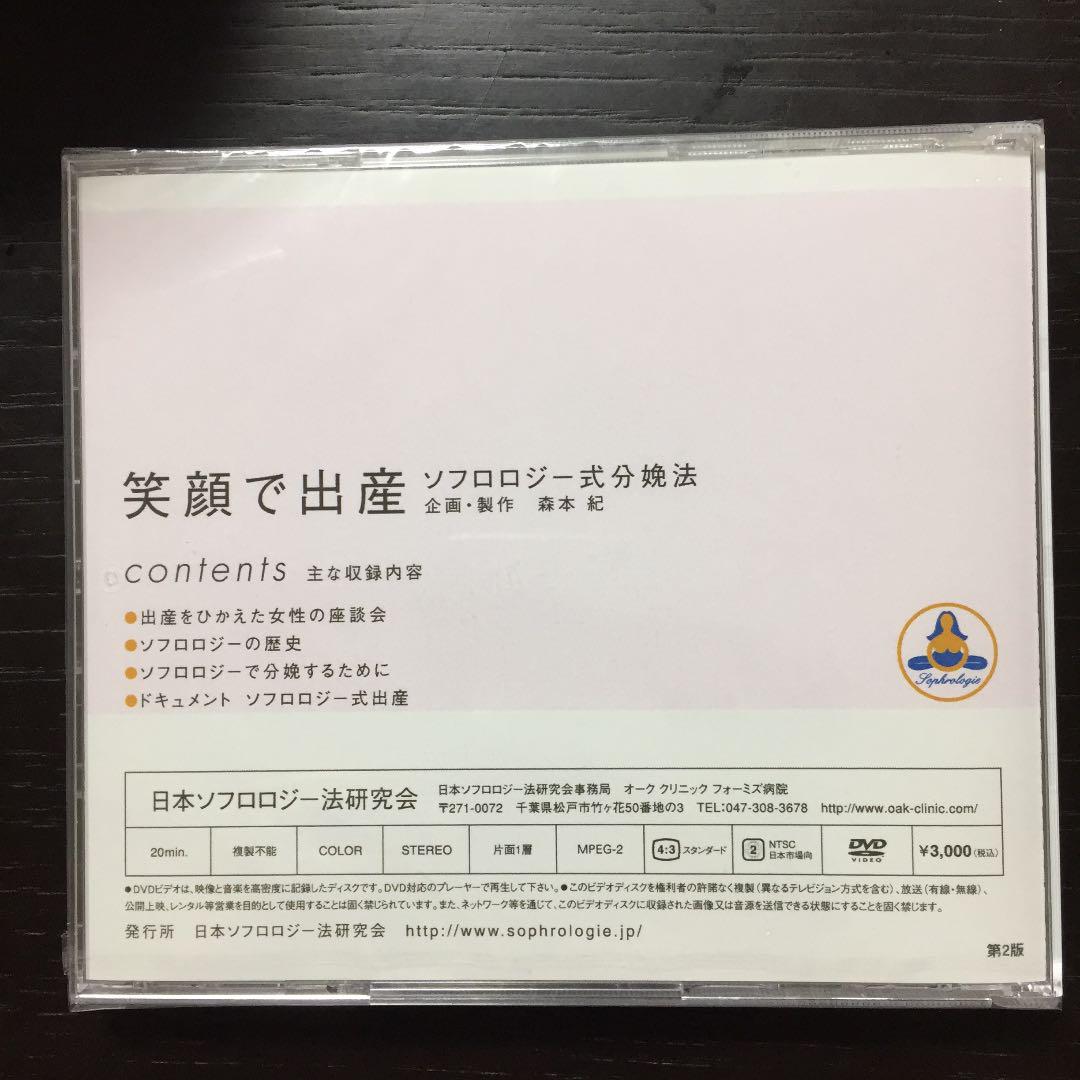 笑顔で出産 ソフロロジー式分娩法
企画・製作 森本 紀
contents 主な収録内容
●出産をひかえた女性の座談会
●ソフロロジーの歴史
●ソフロロジーで分娩するために
●ドキュメント ソフロロジー式出産
Sophrologie
日本ソフロロジー法研究会
日本ソフロロジー法研究会事務局 オーク クリニック フォーミズ病院
〒271-0072 千葉県松戸市竹ヶ花50番地の3 TEL:047-308-3678 http://www.oak-clinic.com/
20min. 複製不能 COLOR STEREO 片面1層 MPEG-2 4:3 スタンダード 2 NTSC 日本市場向 DVD VIDEO ¥3,000(税込)
●DVDビデオは、映像と音楽を高密度に記録したディスクです。DVD対応のプレーヤーで再生して下さい。●このビデオディスクを権利者の許諾なく複製(異なるテレビジョン方式を含む)、放送(有線・無線)、
公開上映、レンタル等営業を目的として使用することは固く禁じられています。また、ネットワーク等を通じて、このビデオディスクに収録された画像又は音源を送信できる状態にすることを固く禁じます。
発行所 日本ソフロロジー法研究会 http://www.sophrologie.jp/
第2版